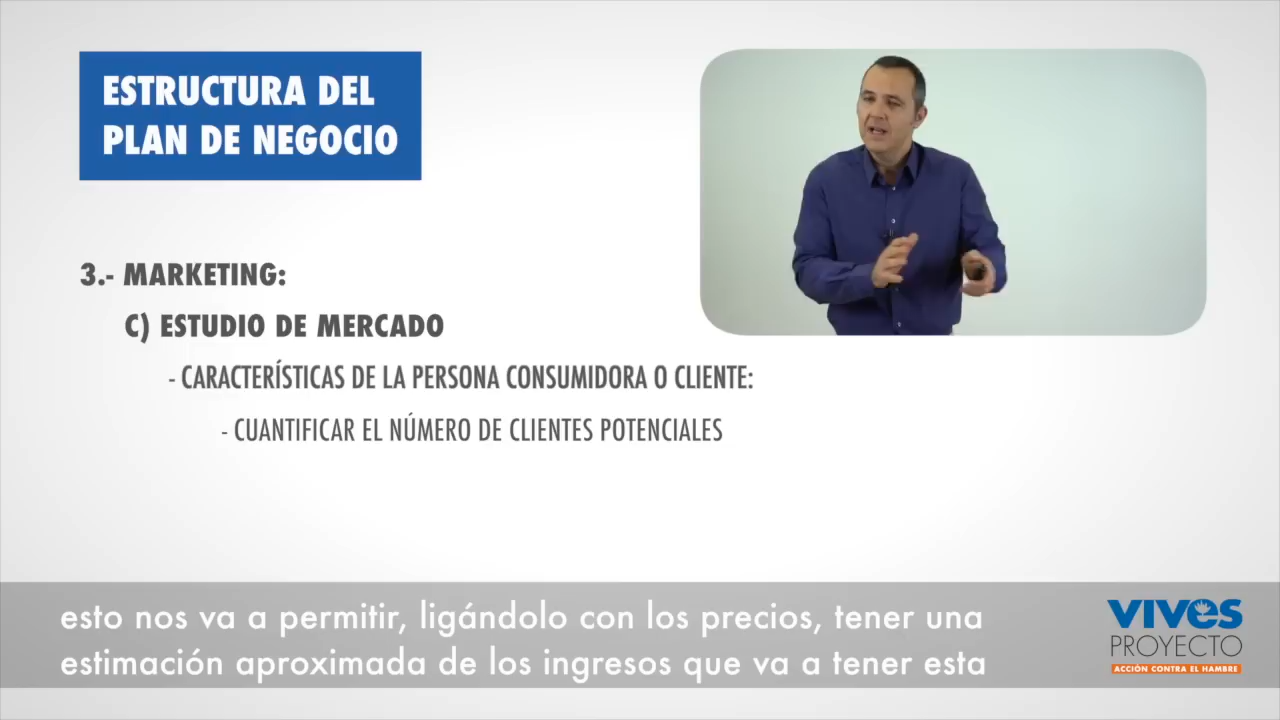 ESTRUCTURA DEL
PLAN DE NEGOCIO
3.- MARKETING:
C) ESTUDIO DE MERCADO
- CARACTERÍSTICAS DE LA PERSONA CONSUMIDORA O CLIENTE:
- CUANTIFICAR EL NÚMERO DE CLIENTES POTENCIALES
esto nos va a permitir, ligándolo con los precios, tener una
estimación aproximada de los ingresos que va a tener esta
VIVES
PROYECTO
ACCIÓN CONTRA EL HAMBRE